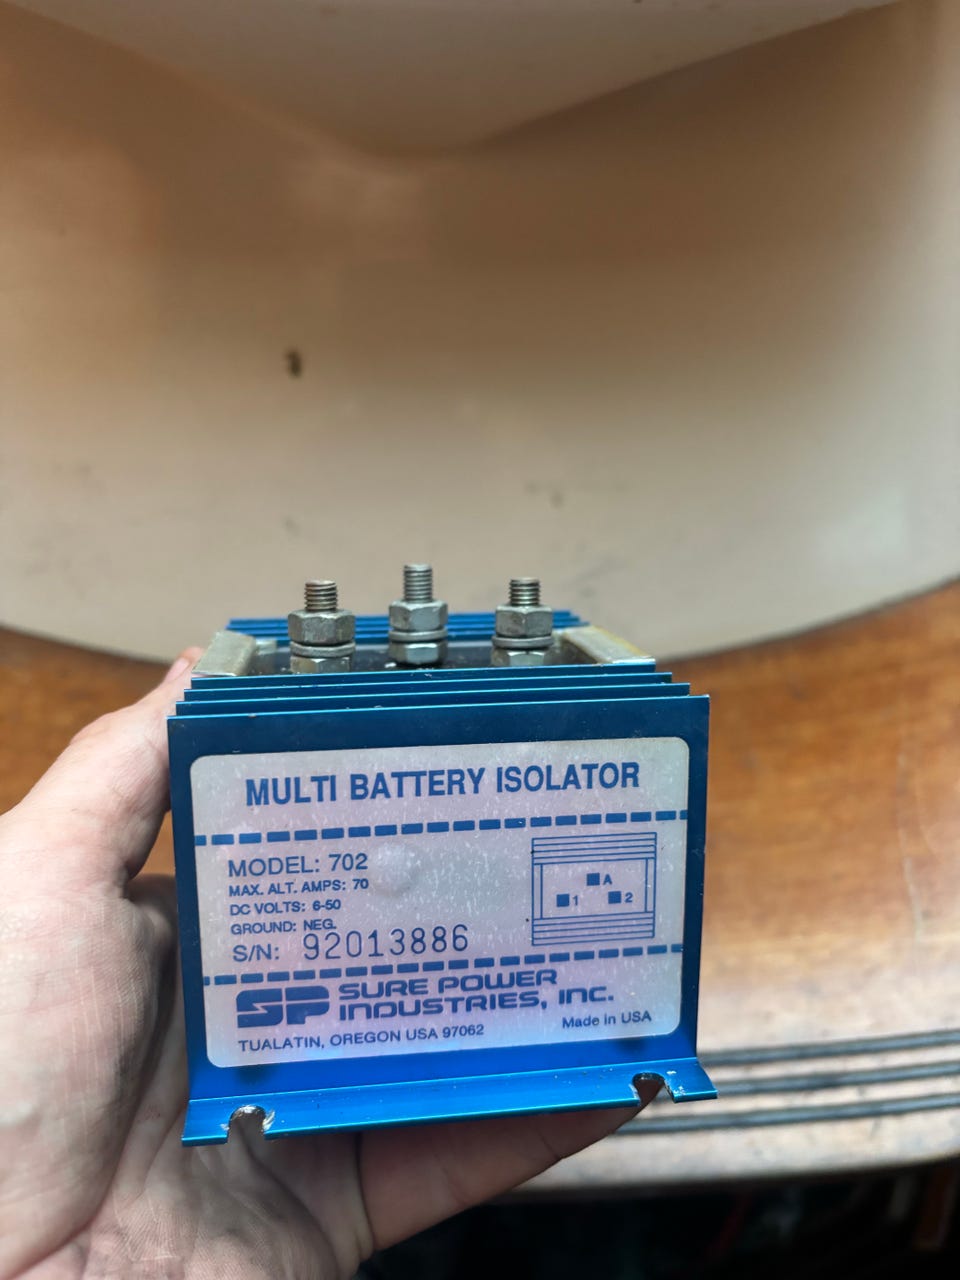 MULTI BATTERY ISOLATOR
MODEL: 702
MAX. ALT. AMPS: 70
DC VOLTS: 6-50
GROUND: NEG.
S/N: 92013886
A
1 2
SP SURE POWER
INDUSTRIES, INC.
TUALATIN, OREGON USA 97062
Made in USA